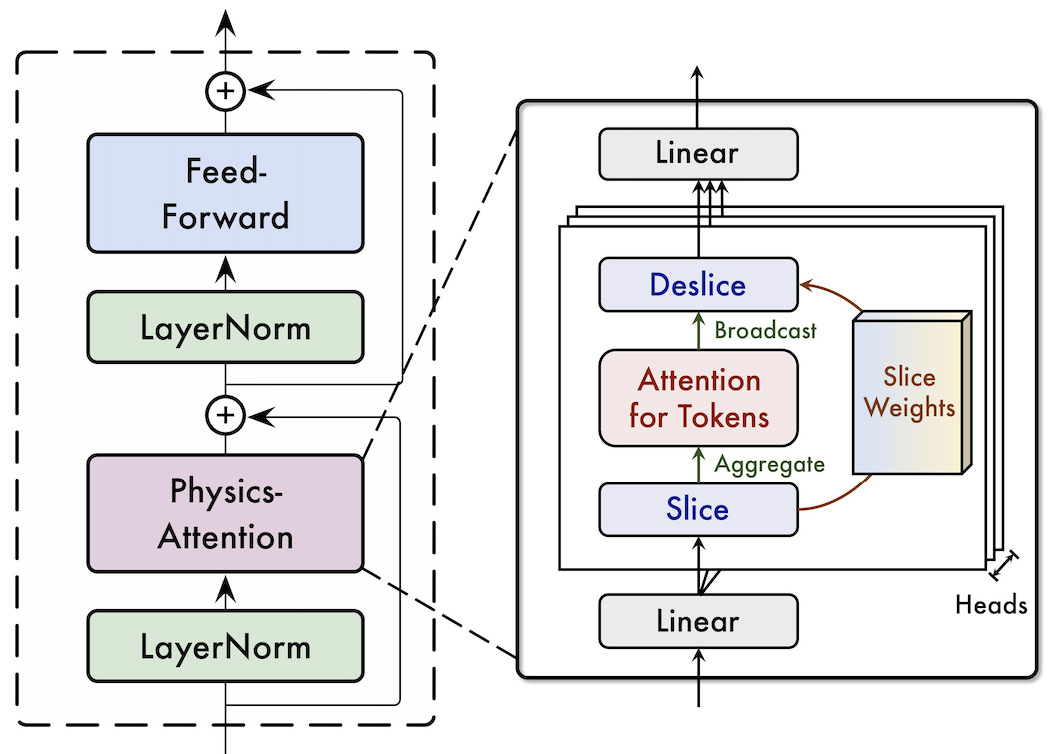 +
Feed-
Forward
LayerNorm
+
Physics-
Attention
LayerNorm
Linear
Deslice
Broadcast
Attention
for Tokens
Slice
Weights
Aggregate
Slice
Heads
Linear